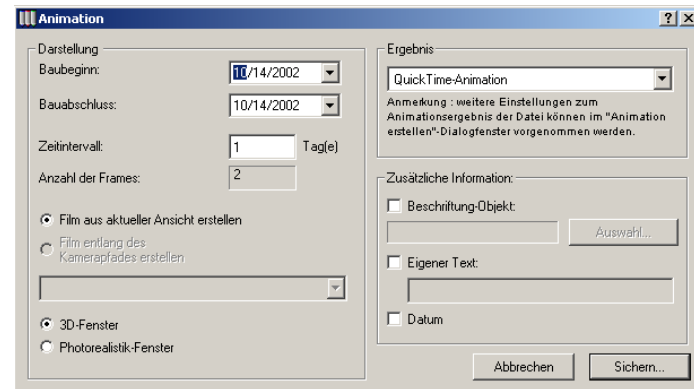 Animation
Darstellung
Baubeginn:
10/14/2002
Bauabschluss:
10/14/2002
Zeitintervall:
1
Tag(e)
Anzahl der Frames:
2
Film aus aktueller Ansicht erstellen
Film entlang des
Kamerapfades erstellen
3D-Fenster
Photorealistik-Fenster
Ergebnis
QuickTime-Animation
Anmerkung : weitere Einstellungen zum
Animationsergebnis der Datei können im "Animation
erstellen"-Dialogfenster vorgenommen werden.
Zusätzliche Information:
Beschriftung-Objekt:
Auswahl...
Eigener Text:
Datum
Abbrechen
Sichern...